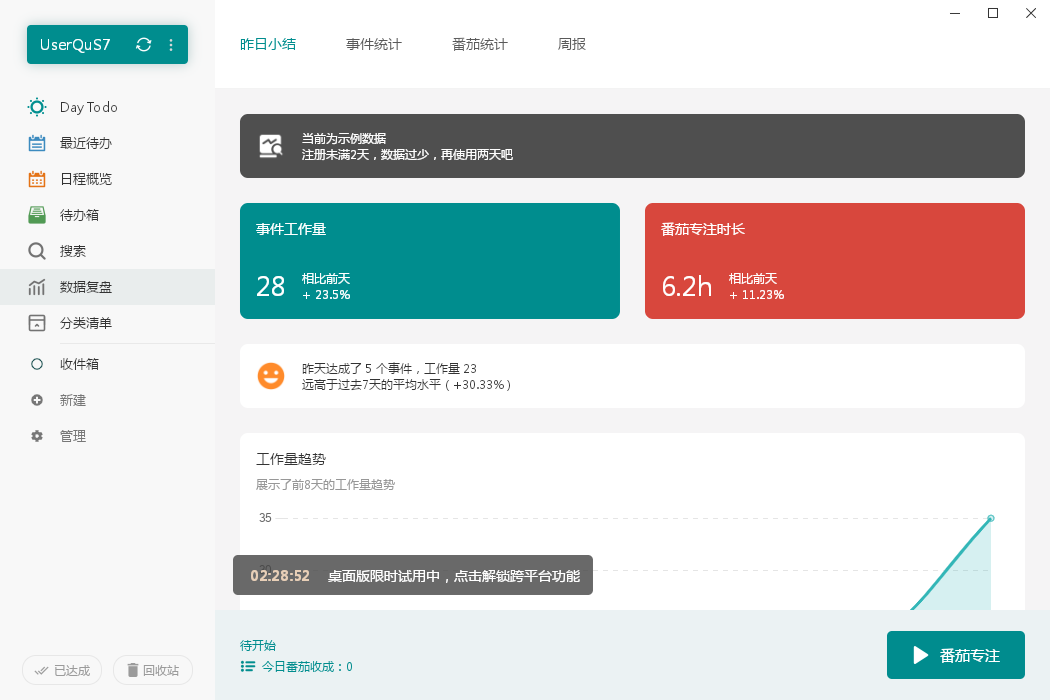 UserQuS7
Day Todo
最近待办
日程概览
待办箱
搜索
数据复盘
分类清单
收件箱
新建
管理
已达成
回收站
昨日小结
事件统计
番茄统计
周报
当前为示例数据
注册未满2天，数据过少，再使用两天吧
事件工作量
28
相比前天
+ 23.5%
番茄专注时长
6.2h
相比前天
+ 11.23%
昨天达成了 5 个事件，工作量 23
远高于过去7天的平均水平（+30.33%）
工作量趋势
展示了前8天的工作量趋势
35
02:28:52 桌面版限时试用中，点击解锁跨平台功能
待开始
今日番茄收成：0
番茄专注